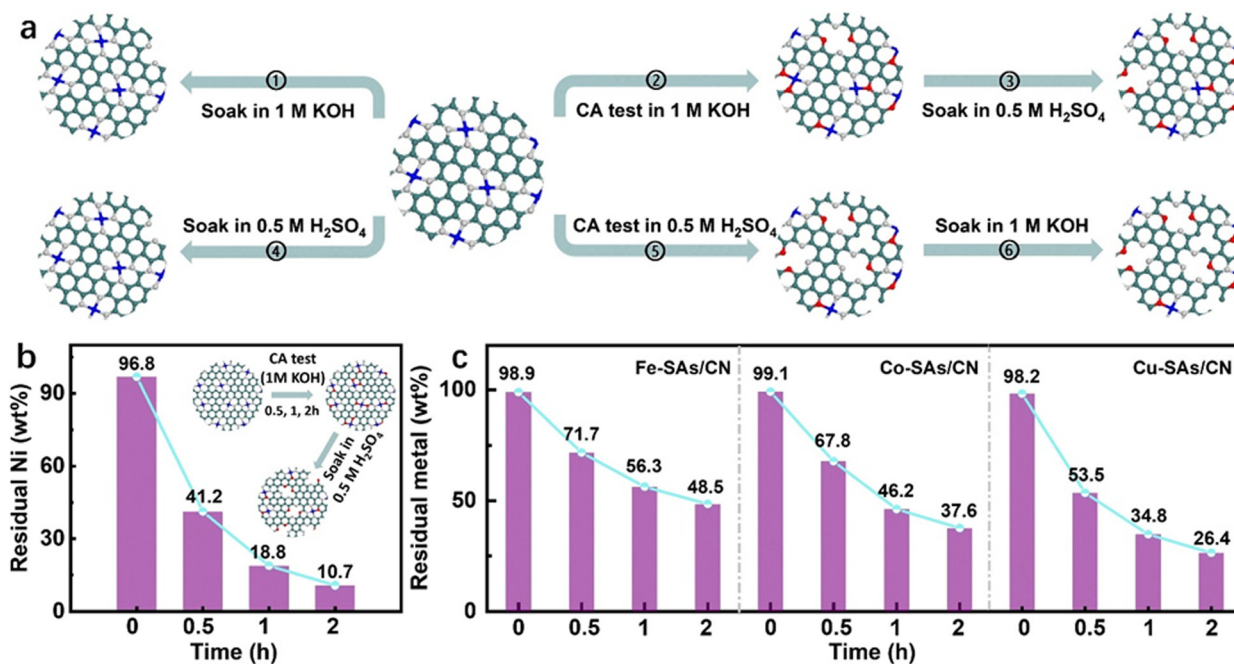 a
①
Soak in 1 M KOH
②
CA test in 1 M KOH
③
Soak in 0.5 M H₂SO₄
Soak in 0.5 M H₂SO₄
④
CA test in 0.5 M H₂SO₄
⑤
Soak in 1 M KOH
⑥
b
Residual Ni (wt%)
90
60
30
0
96.8
41.2
18.8
10.7
CA test
(1M KOH)
0.5, 1, 2h
Soak in
0.5 M H₂SO₄
0 0.5 1 2
Time (h)
c
Residual metal (wt%)
100
50
0
Fe-SAs/CN
98.9
71.7
56.3
48.5
Co-SAs/CN
99.1
67.8
46.2
37.6
Cu-SAs/CN
98.2
53.5
34.8
26.4
0 0.5 1 2 0 0.5 1 2 0 0.5 1 2
Time (h)